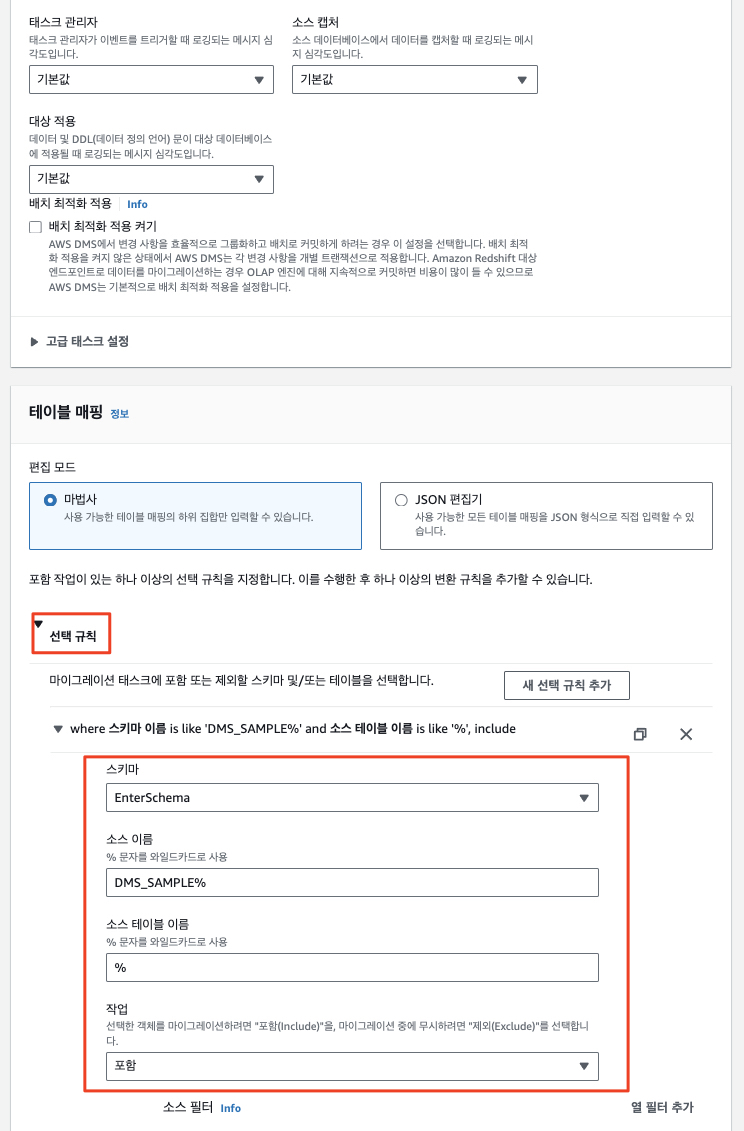 태스크 관리자
태스크 관리자가 이벤트를 트리거할 때 로깅되는 메시지 심
각도입니다.
기본값
소스 캡처
소스 데이터베이스에서 데이터를 캡처할 때 로깅되는 메시
지 심각도입니다.
기본값
대상 적용
데이터 및 DDL(데이터 정의 언어) 문이 대상 데이터베이스
에 적용될 때 로깅되는 메시지 심각도입니다.
기본값
배치 최적화 적용 Info
배치 최적화 적용 켜기
AWS DMS에서 변경 사항을 효율적으로 그룹화하고 배치로 커밋하게 하려는 경우 이 설정을 선택합니다. 배치 최적
화 적용을 켜지 않은 상태에서 AWS DMS는 각 변경 사항을 개별 트랜잭션으로 적용합니다. Amazon Redshift 대상
엔드포인트로 데이터를 마이그레이션하는 경우 OLAP 엔진에 대해 지속적으로 커밋하면 비용이 많이 들 수 있으므로
AWS DMS는 기본적으로 배치 최적화 적용을 설정합니다.
고급 태스크 설정
테이블 매핑 정보
편집 모드
마법사
사용 가능한 테이블 매핑의 하위 집합만 입력할 수 있습니다.
JSON 편집기
사용 가능한 모든 테이블 매핑을 JSON 형식으로 직접 입력할 수 있
습니다.
포함 작업이 있는 하나 이상의 선택 규칙을 지정합니다. 이를 수행한 후 하나 이상의 변환 규칙을 추가할 수 있습니다.
선택 규칙
마이그레이션 태스크에 포함 또는 제외할 스키마 및/또는 테이블을 선택합니다.
새 선택 규칙 추가
where 스키마 이름 is like 'DMS_SAMPLE%' and 소스 테이블 이름 is like '%', include
스키마
EnterSchema
소스 이름
% 문자를 와일드카드로 사용
DMS_SAMPLE%
소스 테이블 이름
% 문자를 와일드카드로 사용
%
작업
선택한 객체를 마이그레이션하려면 "포함(Include)"을, 마이그레이션 중에 무시하려면 "제외(Exclude)"를 선택합니
다.
포함
소스 필터 Info
열 필터 추가